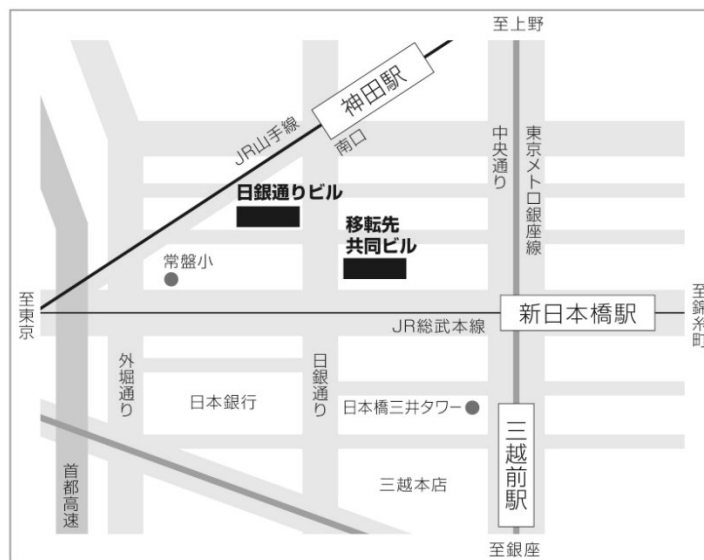 至上野
神田駅
JR山手線
南口
中央通り
東京メトロ銀座線
日銀通りビル
移転先
共同ビル
常盤小
至東京
新日本橋駅
至錦糸町
JR総武本線
外堀通り
日銀通り
日本銀行
日本橋三井タワー
三越前駅
首都高速
三越本店
至銀座